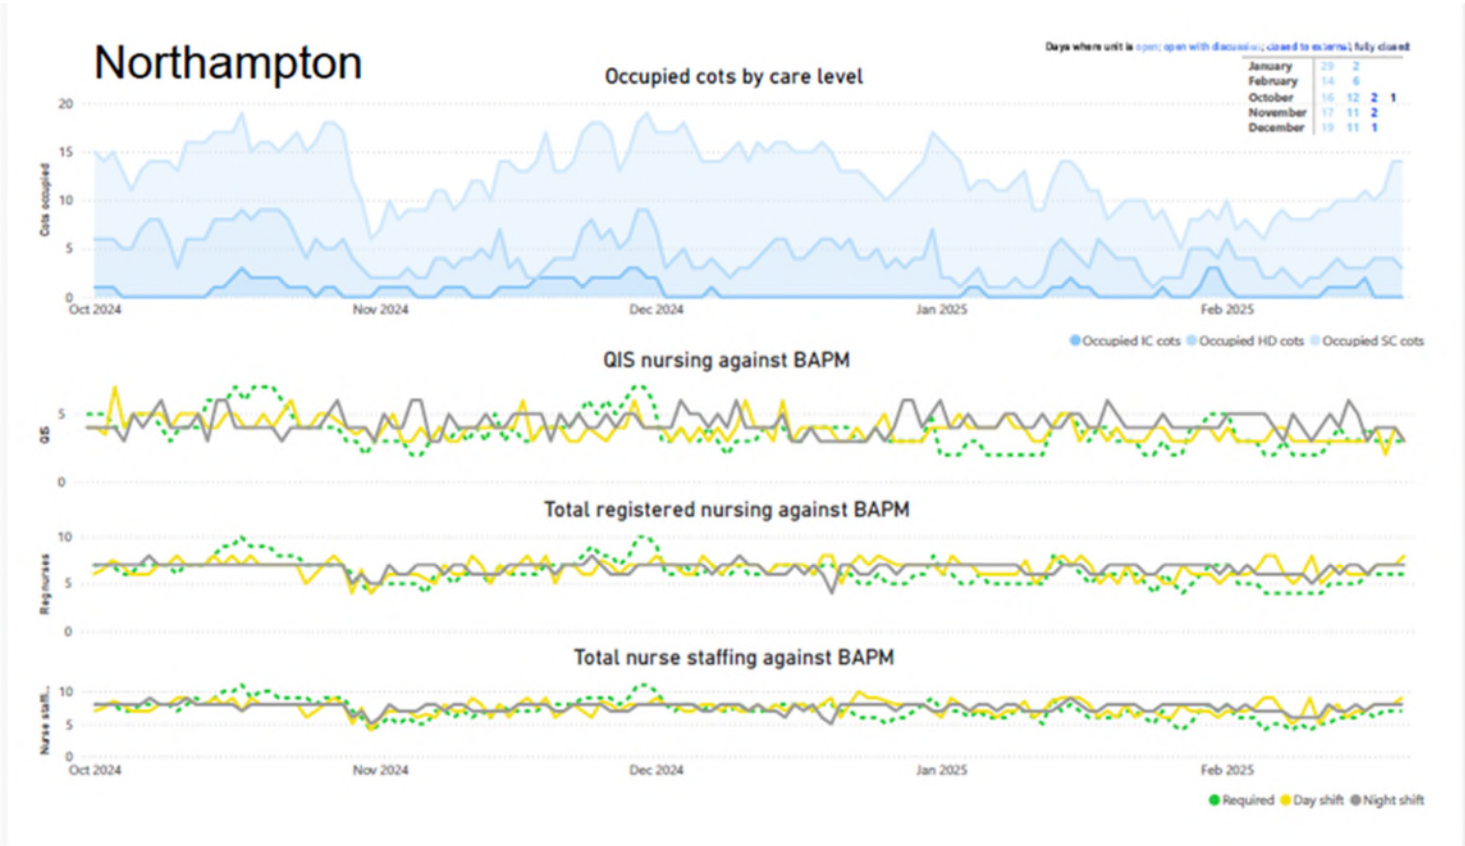 Northampton
Days where unit is open; open with discussion; closed to external; fully closed
Occupied cots by care level
January 29 2
February 14 6
October 16 12 2 1
November 17 11 2
December 19 11 1
Cots occupied
20
15
10
5
0
Oct 2024 Nov 2024 Dec 2024 Jan 2025 Feb 2025
Occupied IC cots Occupied HD cots Occupied SC cots
QIS nursing against BAPM
QIS
5
0
Total registered nursing against BAPM
Reg nurses
10
5
0
Total nurse staffing against BAPM
Nurse staffi...
10
5
0
Oct 2024 Nov 2024 Dec 2024 Jan 2025 Feb 2025
Required Day shift Night shift